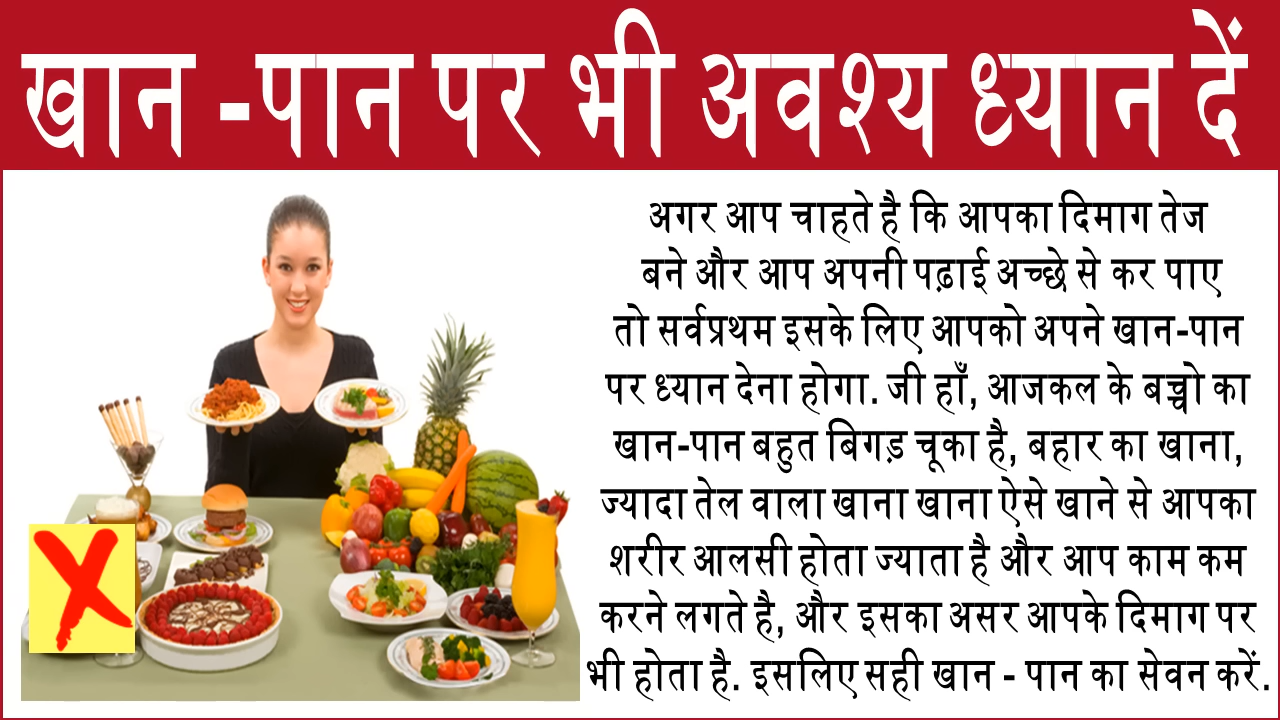 खान -पान पर भी अवश्य ध्यान दें
अगर आप चाहते है कि आपका दिमाग तेज
बने और आप अपनी पढ़ाई अच्छे से कर पाए
तो सर्वप्रथम इसके लिए आपको अपने खान-पान
पर ध्यान देना होगा. जी हाँ, आजकल के बच्चो का
खान-पान बहुत बिगड़ चूका है, बहार का खाना,
ज्यादा तेल वाला खाना खाना ऐसे खाने से आपका
शरीर आलसी होता ज्याता है और आप काम कम
करने लगते है, और इसका असर आपके दिमाग पर
भी होता है. इसलिए सही खान - पान का सेवन करें.